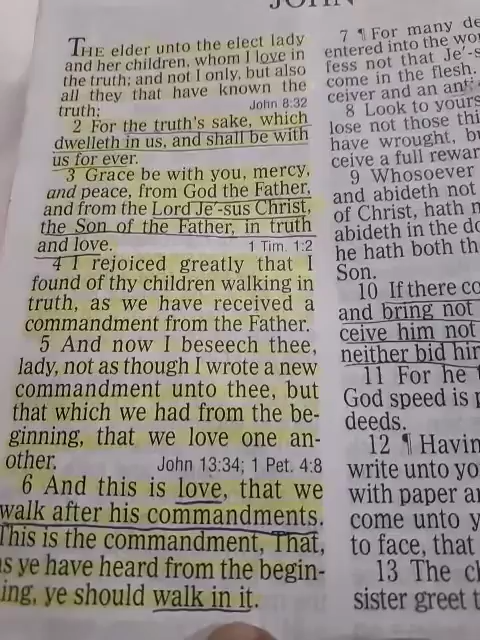 JOHN
THE elder unto the elect lady
and her children, whom I love in
the truth; and not I only, but also
all they that have known the
truth; John 8:32
2 For the truth's sake, which
dwelleth in us, and shall be with
us for ever.
3 Grace be with you, mercy,
and peace, from God the Father,
and from the Lord Je'-sus Christ,
the Son of the Father, in truth
and love. 1 Tim. 1:2
4 I rejoiced greatly that I
found of thy children walking in
truth, as we have received a
commandment from the Father.
5 And now I beseech thee,
lady, not as though I wrote a new
commandment unto thee, but
that which we had from the be-
ginning, that we love one an-
other. John 13:34; 1 Pet. 4:8
6 And this is love, that we
walk after his commandments.
This is the commandment, That,
as ye have heard from the begin-
ing, ye should walk in it.
7 ¶ For many de
entered into the wo
fess not that Je'-s
come in the flesh.
ceiver and an ant
8 Look to yours
lose not those thi
have wrought, b
ceive a full rewar
9 Whosoever
and abideth not
of Christ, hath n
abideth in the do
he hath both th
Son.
10 If there co
and bring not
ceive him not
neither bid him
11 For he t
God speed is p
deeds.
12 ¶ Havin
write unto yo
with paper a
come unto y
to face, that
13 The ch
sister greet t